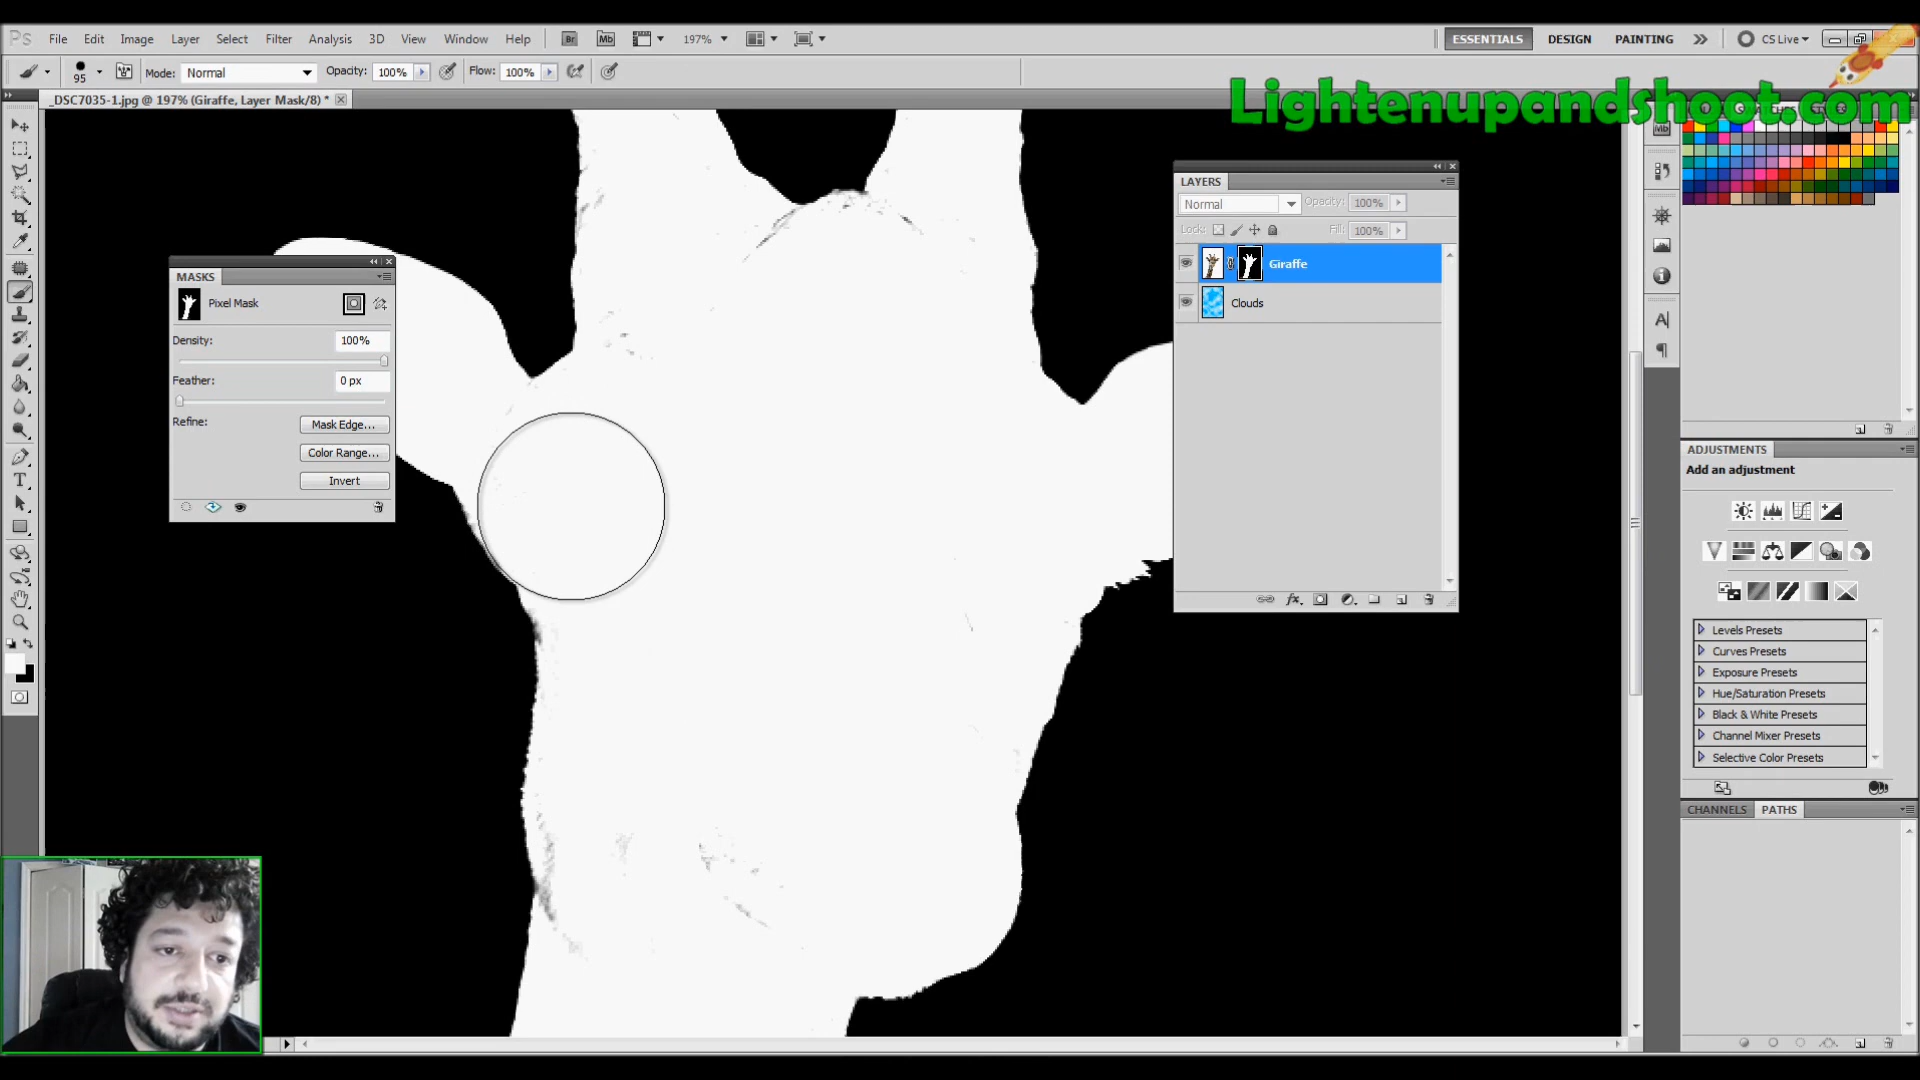 Ps File Edit Image Layer Select Filter Analysis 3D View Window Help Br Mb 197% ESSENTIALS DESIGN PAINTING CS Live
95 Mode: Normal Opacity: 100% Flow: 100%
Lightenupandshoot.com
_DSC7035-1.jpg @ 197% (Giraffe, Layer Mask/8) *
Mb
LAYERS
Normal Opacity: 100%
Lock: Fill: 100%
Giraffe
Clouds
MASKS
Pixel Mask
Density: 100%
Feather: 0 px
Refine:
Mask Edge...
Color Range...
Invert
ADJUSTMENTS
Add an adjustment
Levels Presets
Curves Presets
Exposure Presets
Hue/Saturation Presets
Black & White Presets
Channel Mixer Presets
Selective Color Presets
CHANNELS PATHS